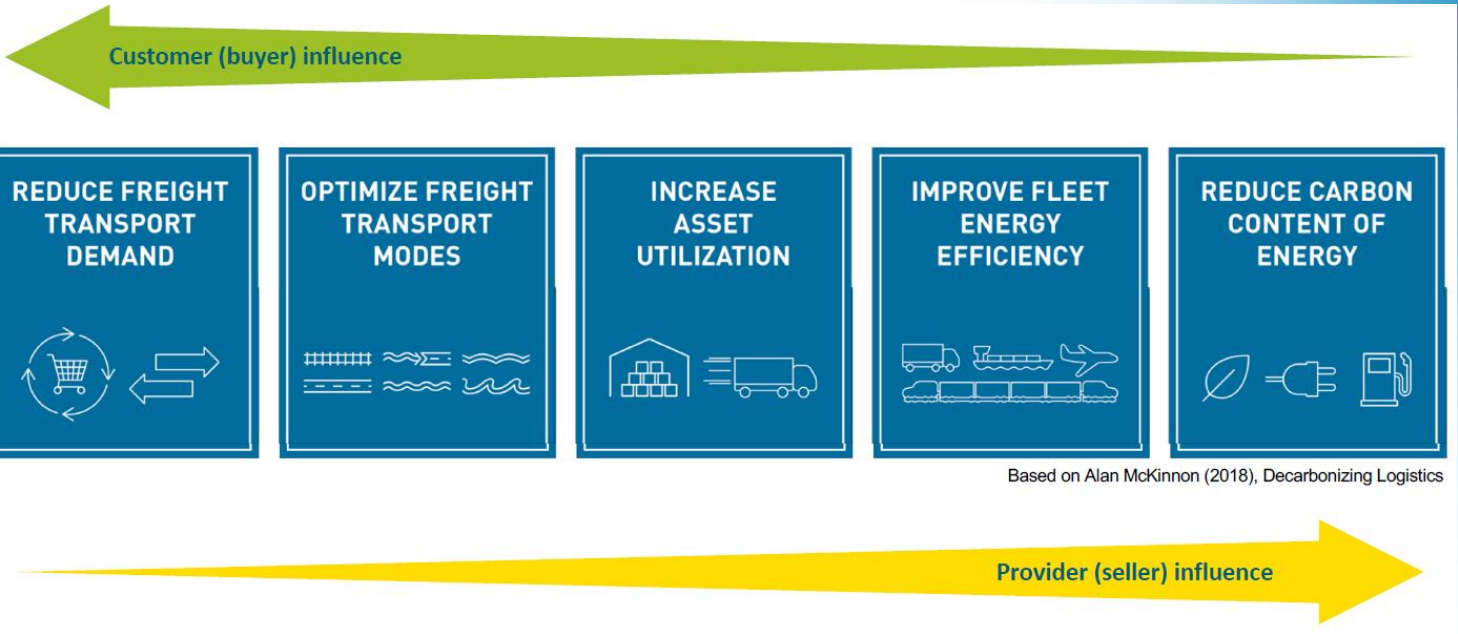 Customer (buyer) influence
REDUCE FREIGHT
TRANSPORT
DEMAND
OPTIMIZE FREIGHT
TRANSPORT
MODES
INCREASE
ASSET
UTILIZATION
IMPROVE FLEET
ENERGY
EFFICIENCY
REDUCE CARBON
CONTENT OF
ENERGY
Based on Alan McKinnon (2018), Decarbonizing Logistics
Provider (seller) influence